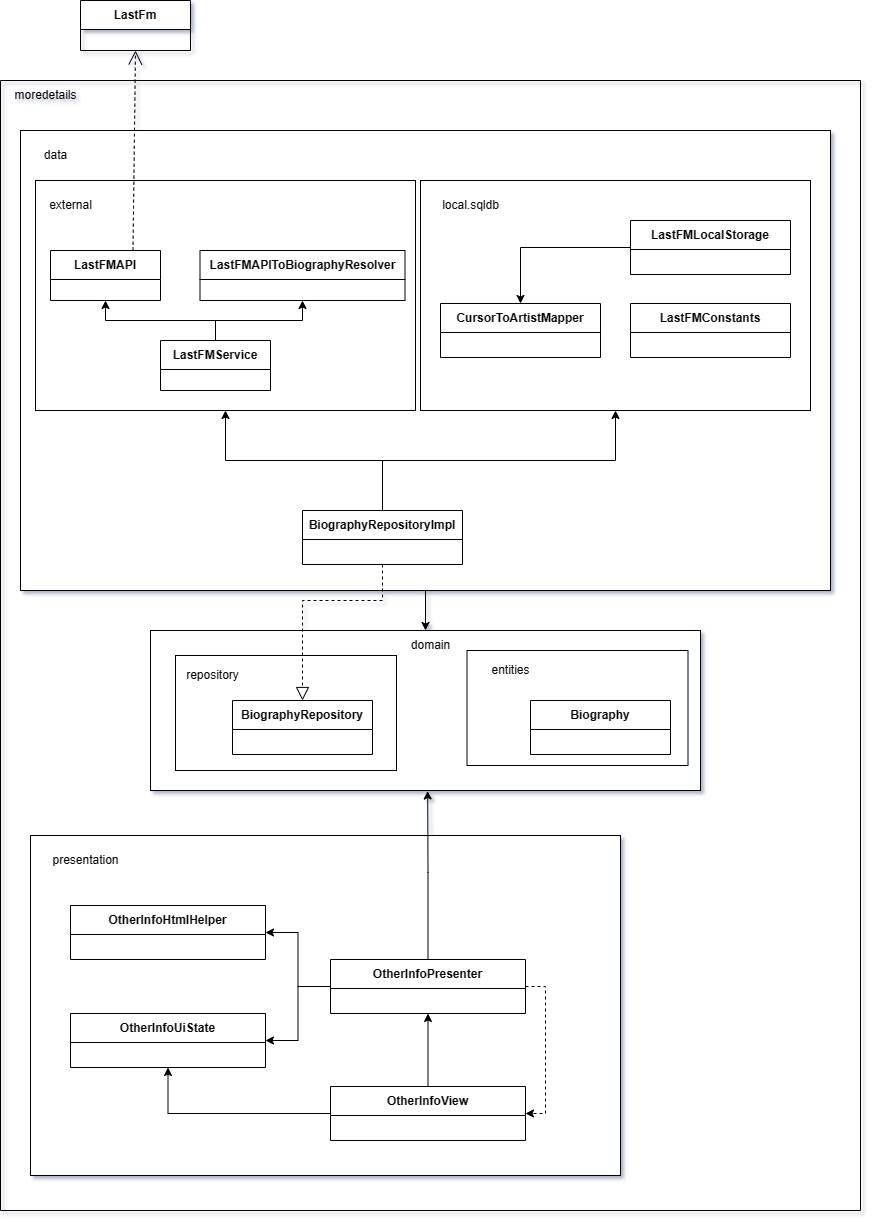 LastFm
moredetails
data
external
local.sqldb
LastFMAPI
LastFMAPIToBiographyResolver
LastFMLocalStorage
CursorToArtistMapper
LastFMConstants
LastFMService
BiographyRepositoryImpl
domain
repository
entities
BiographyRepository
Biography
presentation
OtherInfoHtmlHelper
OtherInfoPresenter
OtherInfoUiState
OtherInfoView